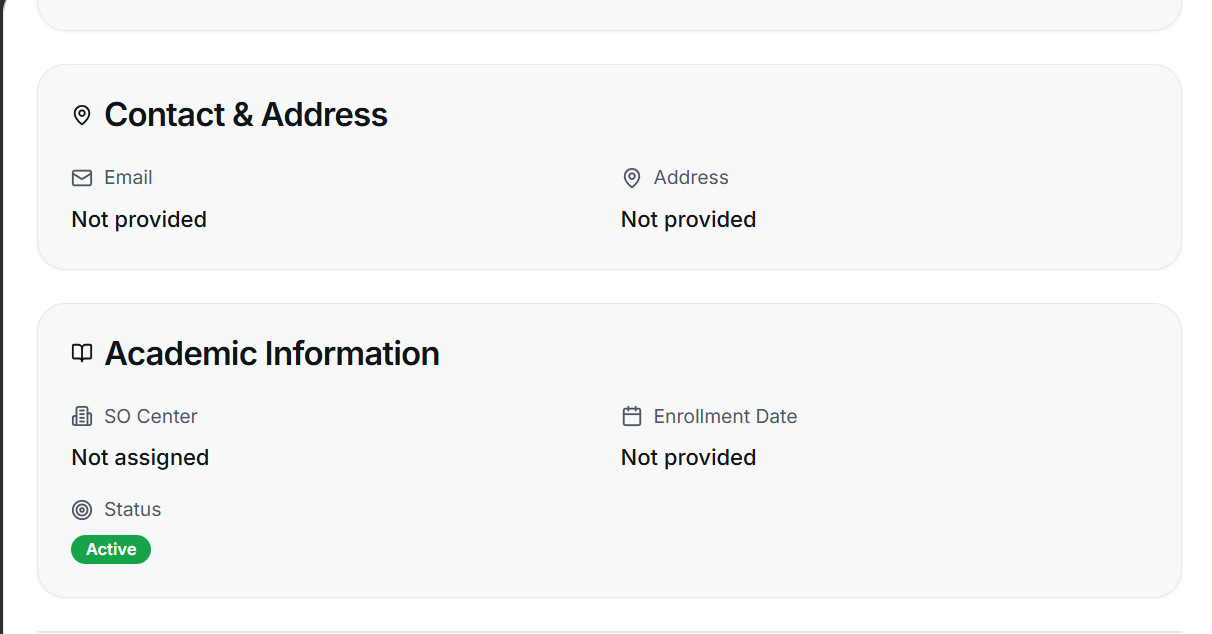 Contact & Address
Email
Address
Not provided
Not provided
Academic Information
SO Center
Enrollment Date
Not assigned
Not provided
Status
Active